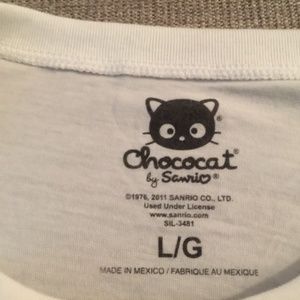 Chococat®
by Sanrio®
©1976, 2011 SANRIO CO., LTD.
Used Under License
www.sanrio.com
SIL-3481
L/G
MADE IN MEXICO / FABRIQUE AU MEXIQUE